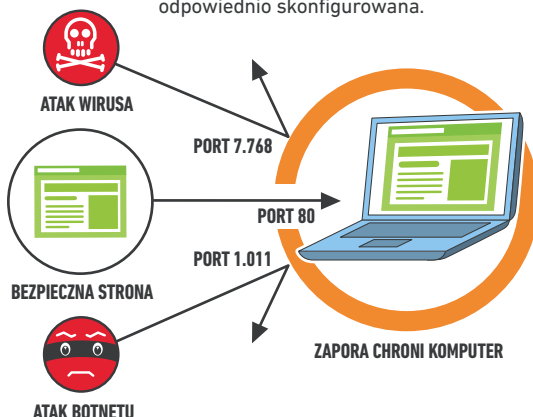 odpowiednio skonfigurowana.
ATAK WIRUSA
PORT 7.768
PORT 80
BEZPIECZNA STRONA
PORT 1.011
ZAPORA CHRONI KOMPUTER
ATAK BOTNETU